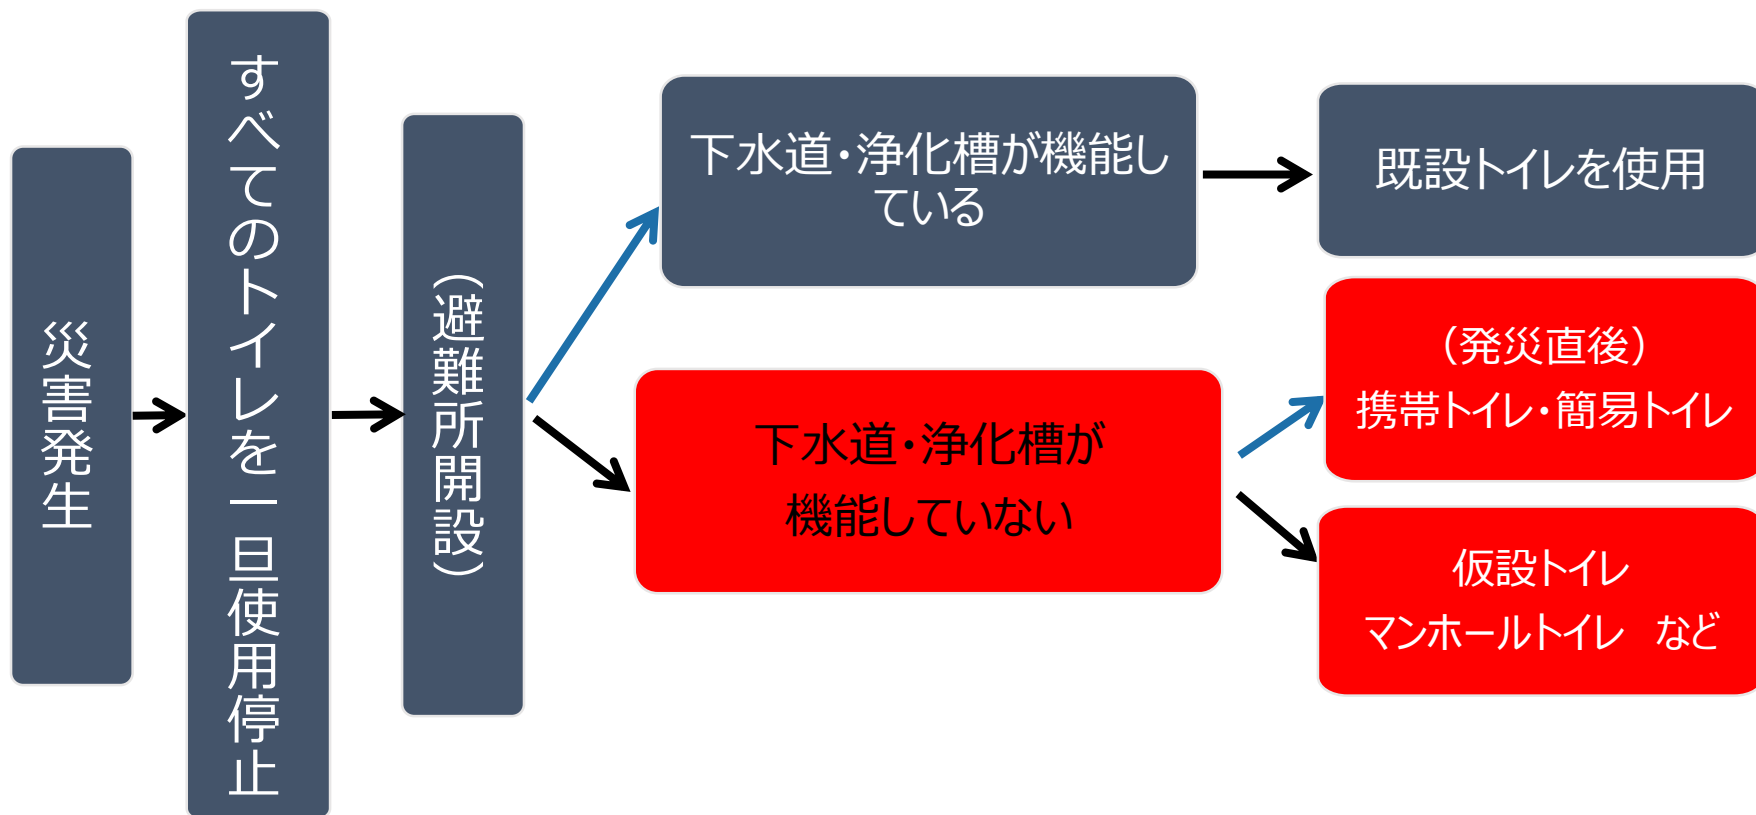 災害発生
すべてのトイレを一旦使用停止
（避難所開設）
下水道・浄化槽が機能し
ている
既設トイレを使用
下水道・浄化槽が
機能していない
（発災直後）
携帯トイレ・簡易トイレ
仮設トイレ
マンホールトイレ　など